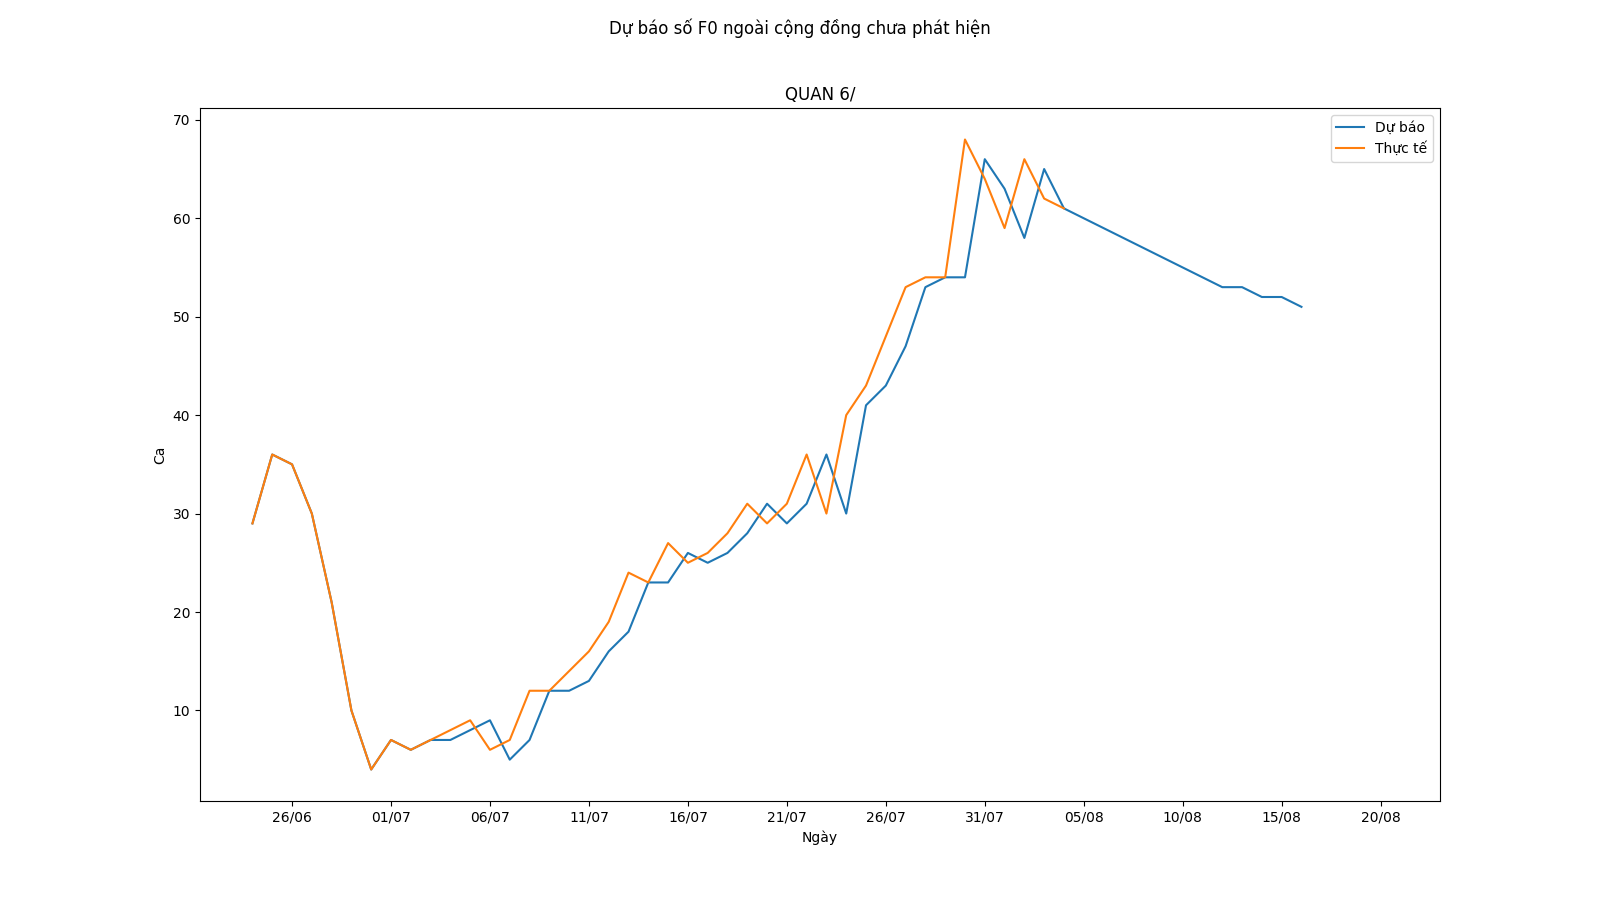 Dự báo số F0 ngoài cộng đồng chưa phát hiện
QUAN 6/
Dự báo
Thực tế
70
60
50
40
30
20
10
Ca
26/06 01/07 06/07 11/07 16/07 21/07 26/07 31/07 05/08 10/08 15/08 20/08
Ngày